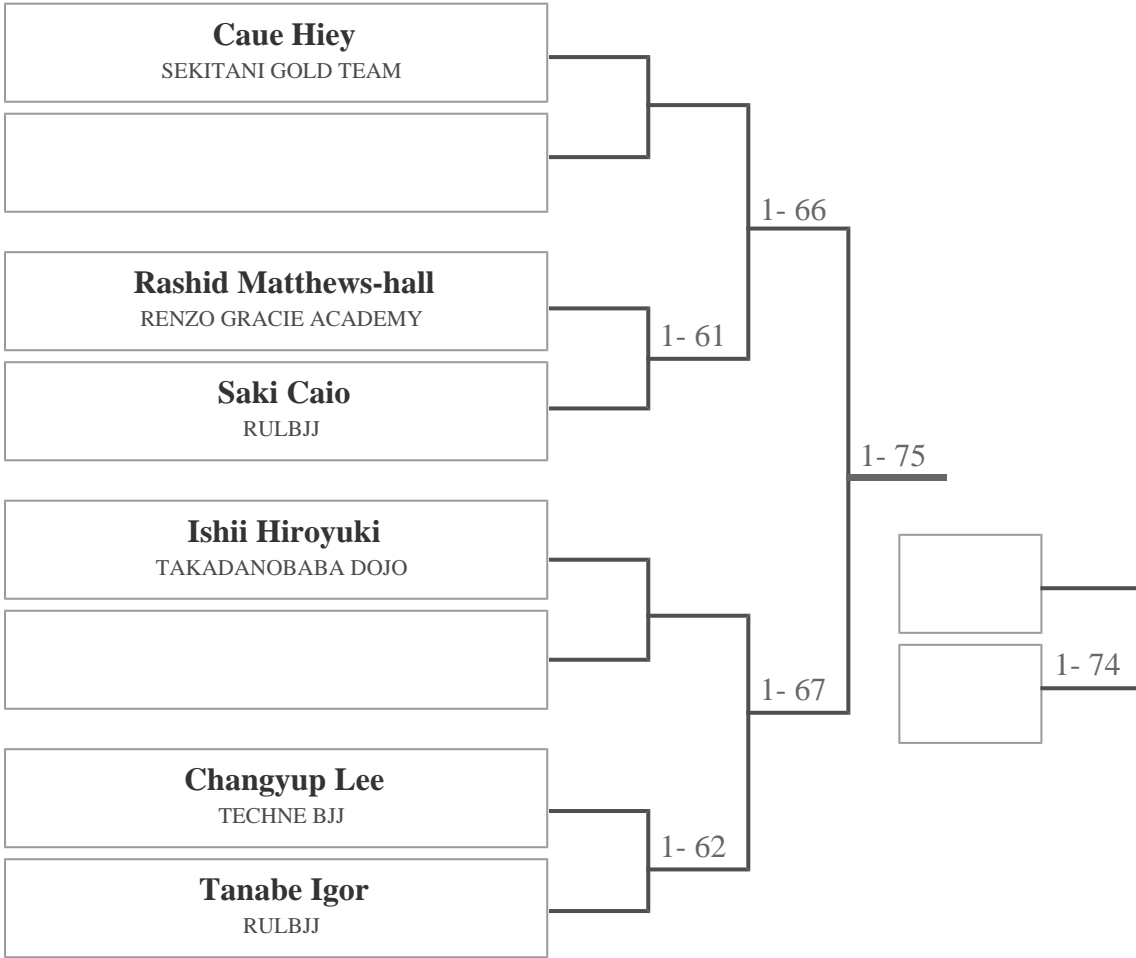 Caue Hiey
SEKITANI GOLD TEAM
1- 66
Rashid Matthews-hall
RENZO GRACIE ACADEMY
1- 61
Saki Caio
RULBJJ
1- 75
Ishii Hiroyuki
TAKADANOBABA DOJO
1- 74
1- 67
Changyup Lee
TECHNE BJJ
1- 62
Tanabe Igor
RULBJJ